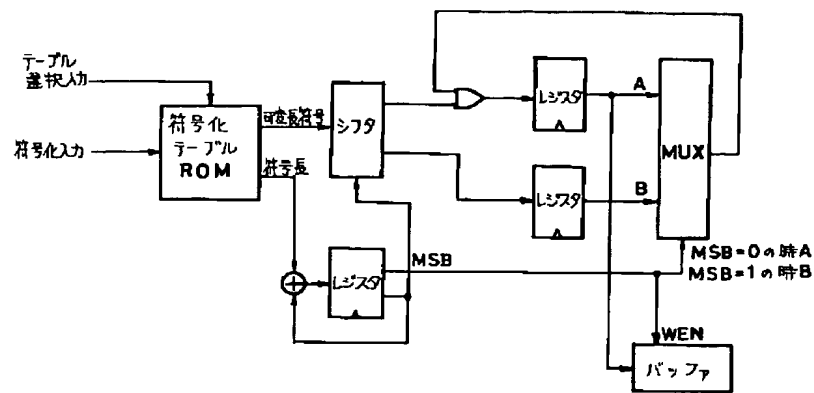 テーブル
選択入力
符号化入力
符号化
テーブル
ROM
可変長符号
符号長
シフタ
レジスタ
レジスタ
レジスタ
A
B
MUX
MSB
MSB=0の時A
MSB=1の時B
WEN
バッファ